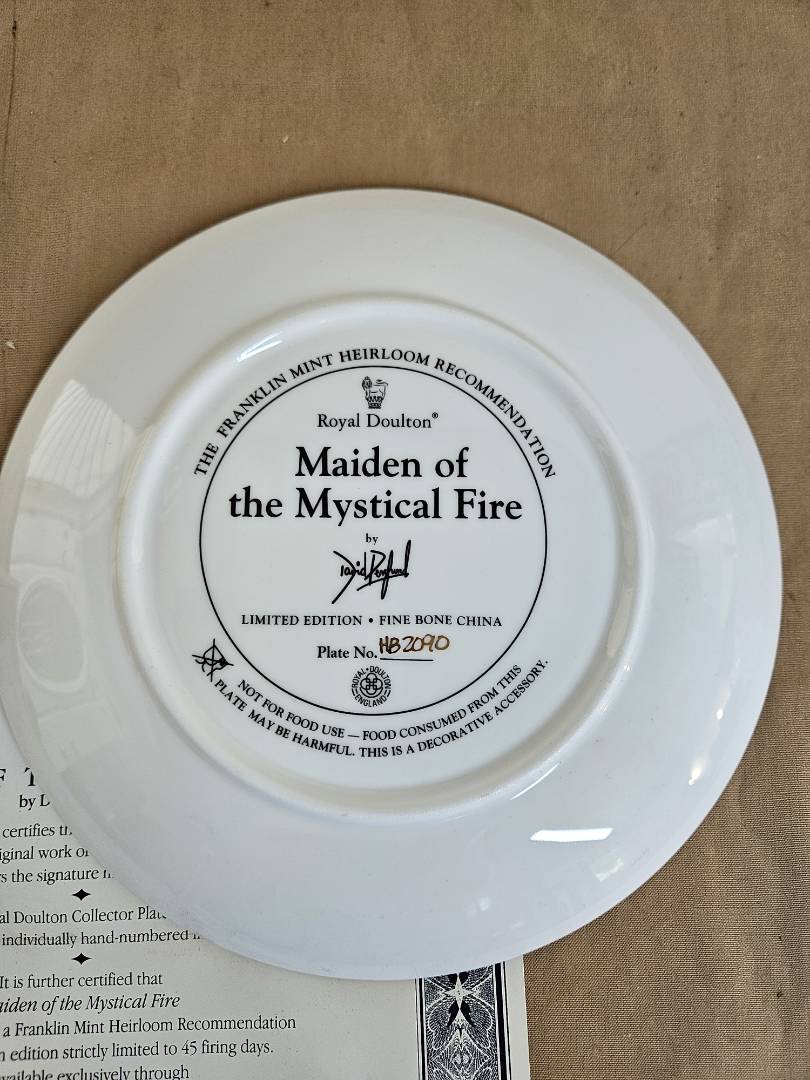 THE FRANKLIN MINT HEIRLOOM RECOMMENDATION
Royal Doulton®
Maiden of
the Mystical Fire
by
LIMITED EDITION • FINE BONE CHINA
Plate No. HB2090
ROYAL • DOULTON
ENGLAND
NOT FOR FOOD USE — FOOD CONSUMED FROM THIS
PLATE MAY BE HARMFUL. THIS IS A DECORATIVE ACCESSORY.
by
certifies
work
the signature
Doulton Collector
individually hand-numbered
It is further certified that
of the Mystical Fire
a Franklin Mint Heirloom Recommendation
edition strictly limited to 45 firing days.
exclusively through